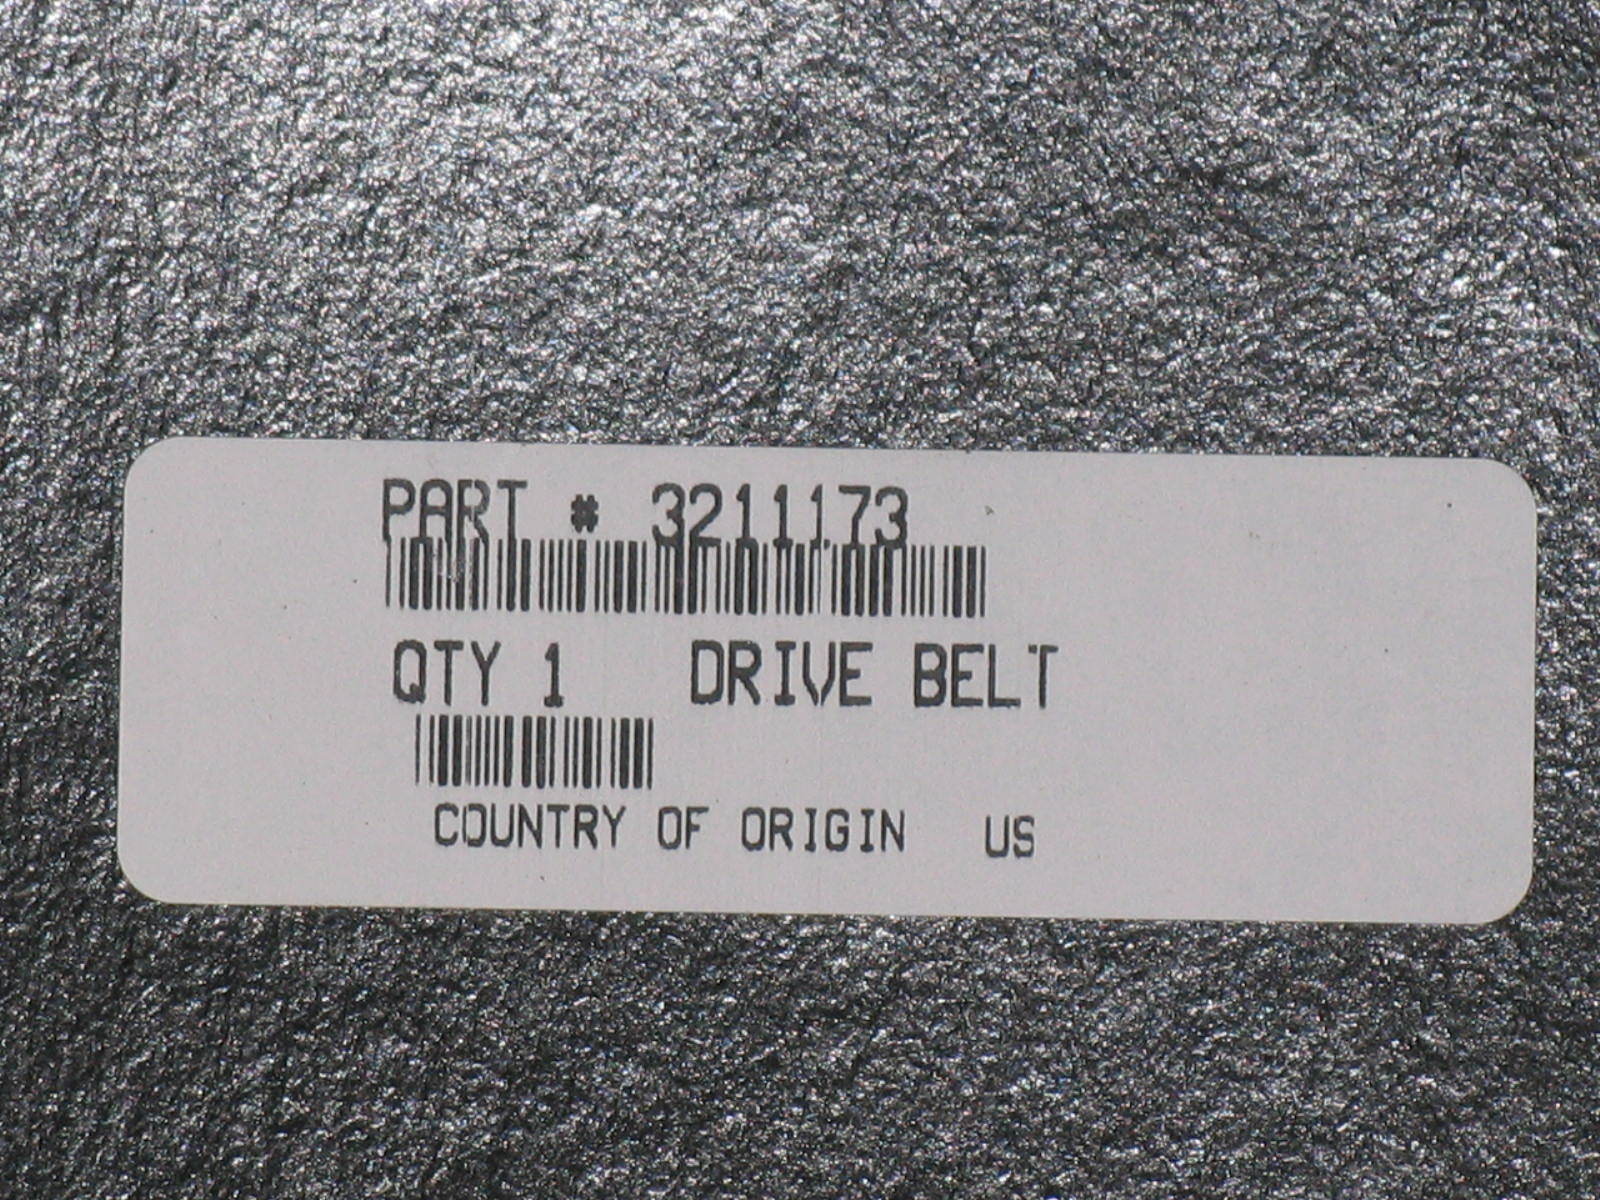 PART # 3211173
QTY 1 DRIVE BELT
COUNTRY OF ORIGIN US